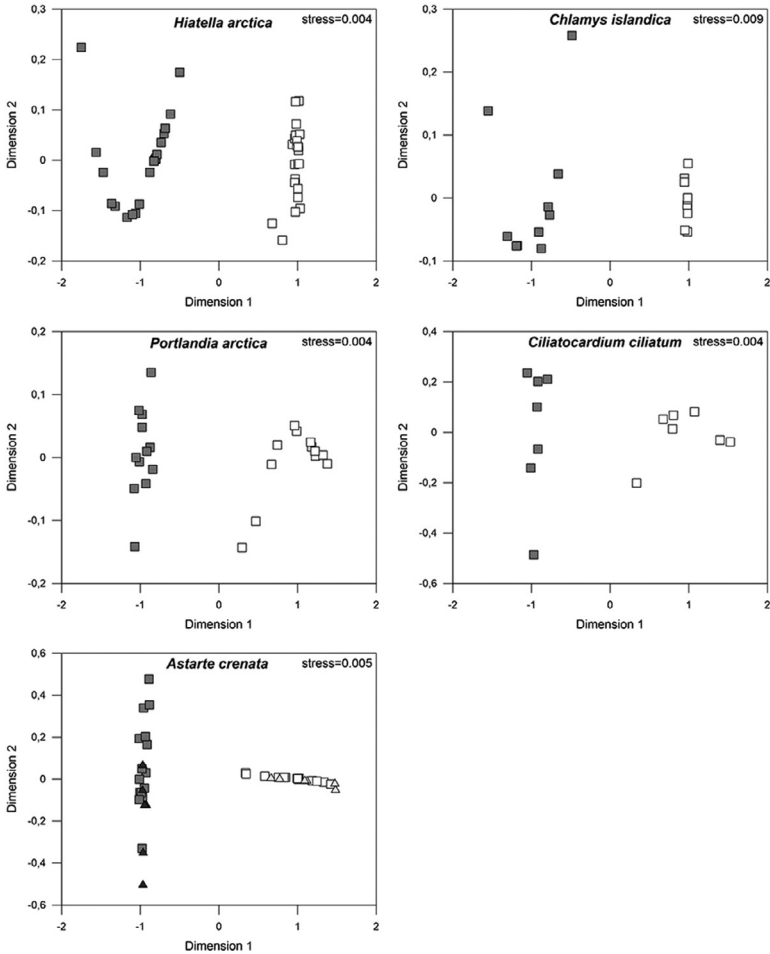 Hiatella arctica
stress=0.004
0,3
0,2
0,1
0
-0,1
-0,2
Dimension 2
-2
-1
0
1
2
Dimension 1
Chlamys islandica
stress=0.009
0,3
0,2
0,1
0
-0,1
Dimension 2
-2
-1
0
1
2
Dimension 1
Portlandia arctica
stress=0.004
0,2
0,1
0
-0,1
-0,2
Dimension 2
-2
-1
0
1
2
Dimension 1
Ciliatocardium ciliatum
stress=0.004
0,4
0,2
0
-0,2
-0,4
-0,6
Dimension 2
-2
-1
0
1
2
Dimension 1
Astarte crenata
stress=0.005
0,6
0,4
0,2
0
-0,2
-0,4
-0,6
Dimension 2
-2
-1
0
1
2
Dimension 1